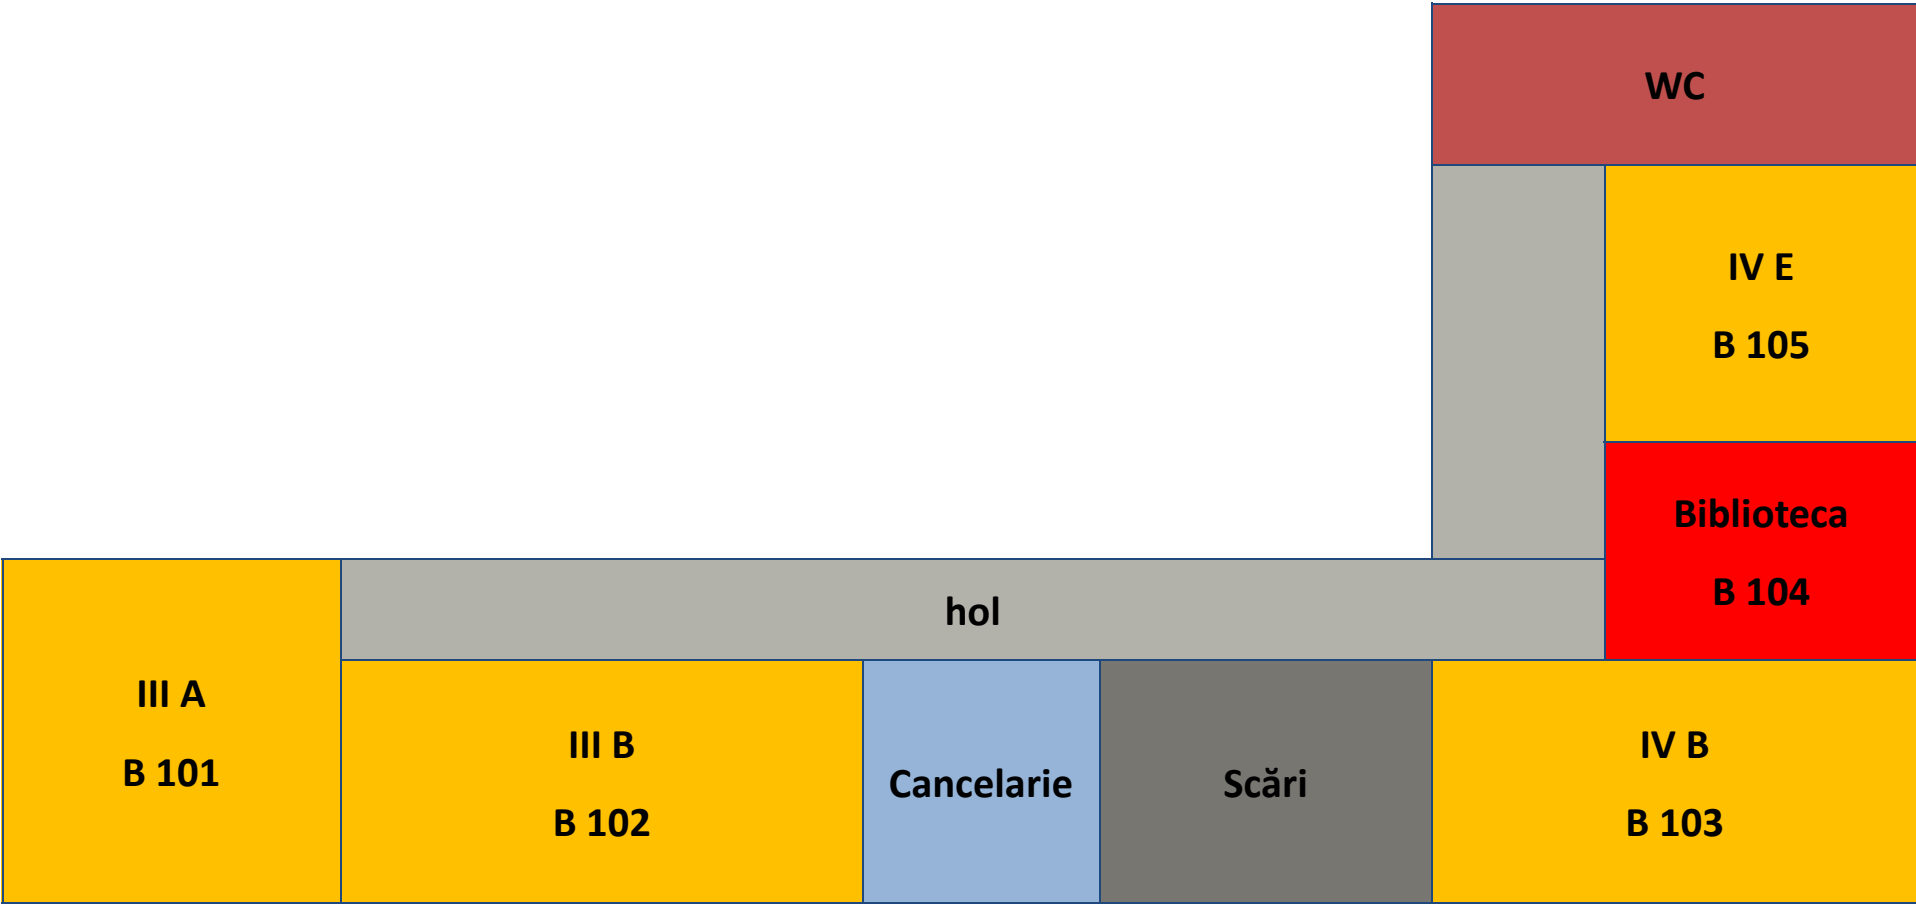 WC
IV E
B 105
Biblioteca
B 104
hol
III A
B 101
III B
B 102
Cancelarie
Scări
IV B
B 103